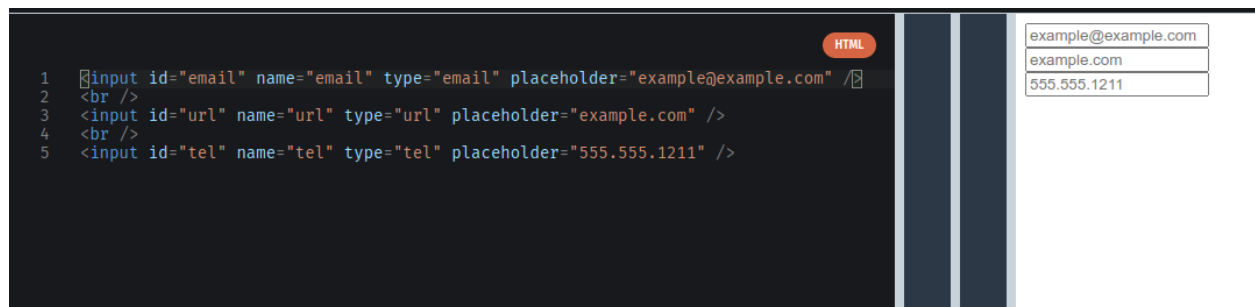 HTML
1 <input id="email" name="email" type="email" placeholder="example@example.com" />
2 <br />
3 <input id="url" name="url" type="url" placeholder="example.com" />
4 <br />
5 <input id="tel" name="tel" type="tel" placeholder="555.555.1211" />
example@example.com
example.com
555.555.1211